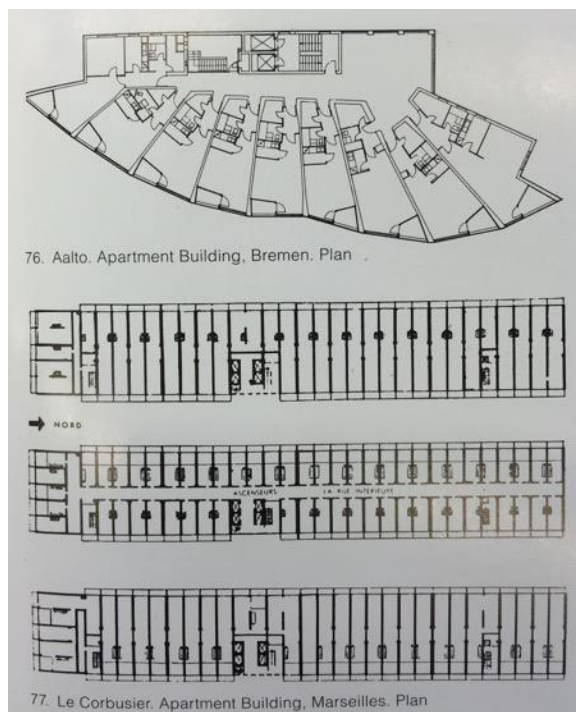 76. Aalto. Apartment Building, Bremen. Plan
NORD
ASCENSEURS LA RUE INTERIEURE
77. Le Corbusier. Apartment Building, Marseilles. Plan